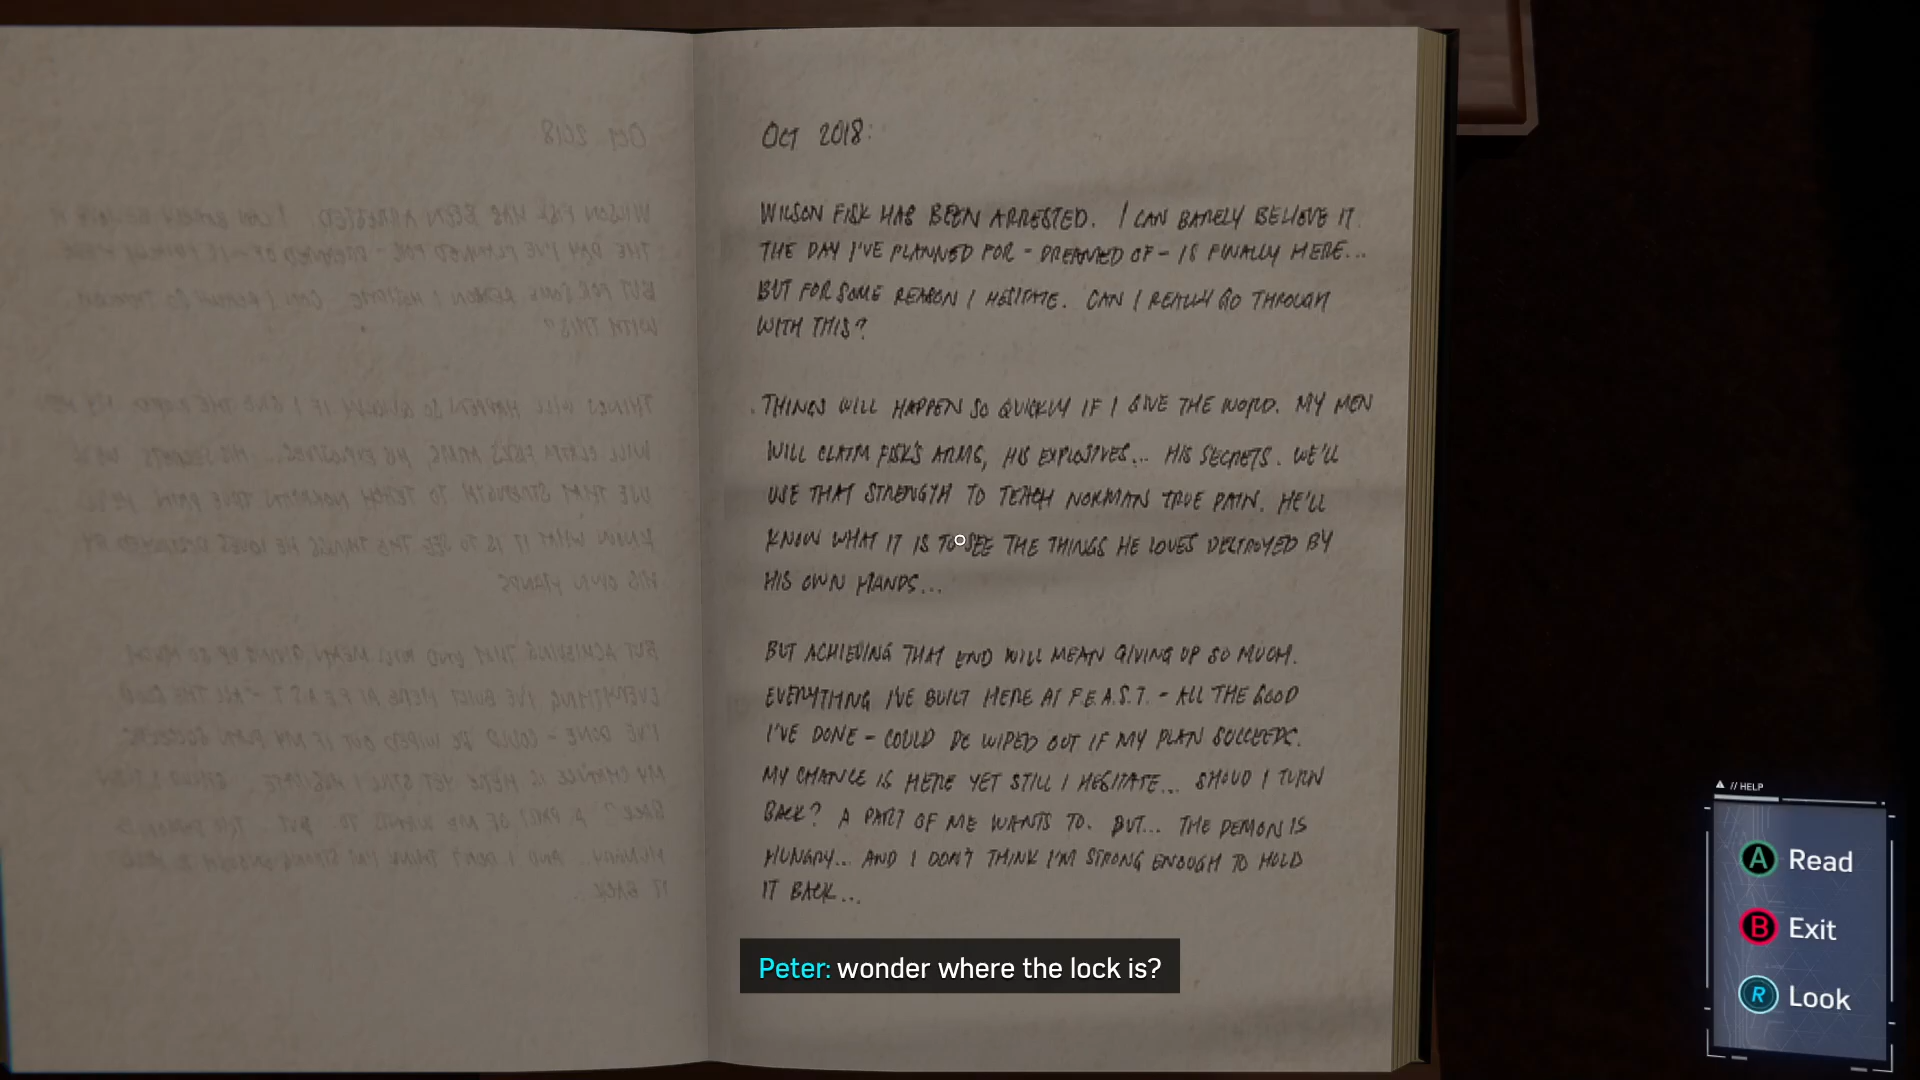 OCT 2018:
WILSON FISK HAS BEEN ARRESTED. I CAN BARELY BELIEVE IT.
THE DAY I'VE PLANNED FOR - DREAMED OF - IS FINALLY HERE...
BUT FOR SOME REASON I HESITATE. CAN I REALLY GO THROUGH
WITH THIS?
THINGS WILL HAPPEN SO QUICKLY IF I GIVE THE WORD. MY MEN
WILL CLAIM FISK'S ARMS, HIS EXPLOSIVES... HIS SECRETS. WE'LL
USE THAT STRENGTH TO TEACH NORMAN TRUE PAIN. HE'LL
KNOW WHAT IT IS TO SEE THE THINGS HE LOVES DESTROYED BY
HIS OWN HANDS...
BUT ACHIEVING THAT END WILL MEAN GIVING UP SO MUCH.
EVERYTHING I'VE BUILT HERE AT F.E.A.S.T. - ALL THE GOOD
I'VE DONE - COULD BE WIPED OUT IF MY PLAN SUCCEEDS.
MY CHANCE IS HERE YET STILL I HESITATE... SHOUD I TURN
BACK? A PART OF ME WANTS TO. BUT... THE DEMON IS
HUNGRY... AND I DON'T THINK I'M STRONG ENOUGH TO HOLD
IT BACK...
Peter: wonder where the lock is?
// HELP
A Read
B Exit
R Look